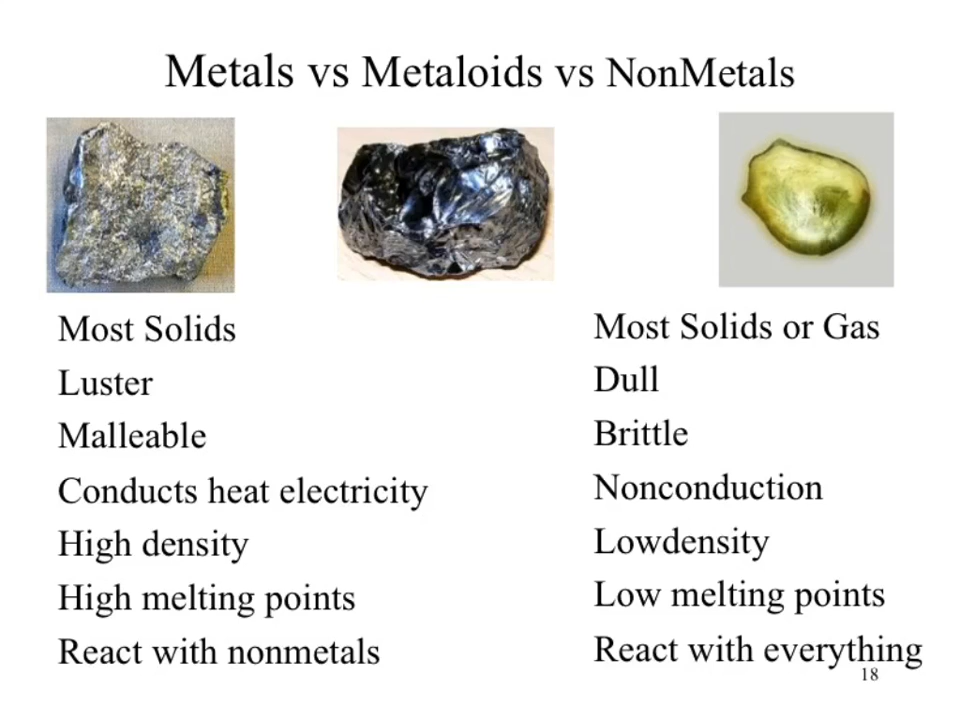 Metals vs Metaloids vs NonMetals
Most Solids
Luster
Malleable
Conducts heat electricity
High density
High melting points
React with nonmetals
Most Solids or Gas
Dull
Brittle
Nonconduction
Lowdensity
Low melting points
React with everything
18